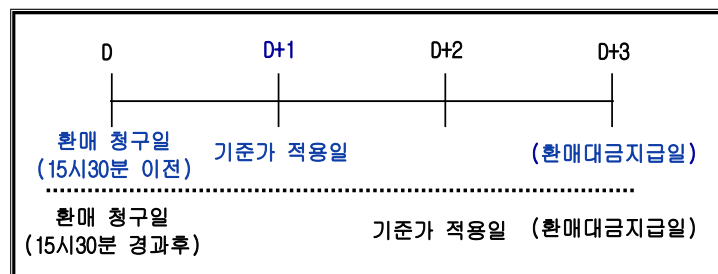 D D+1 D+2 D+3
환매 청구일 기준가 적용일 (환매대금지급일)
(15시30분 이전)
환매 청구일 기준가 적용일 (환매대금지급일)
(15시30분 경과후)